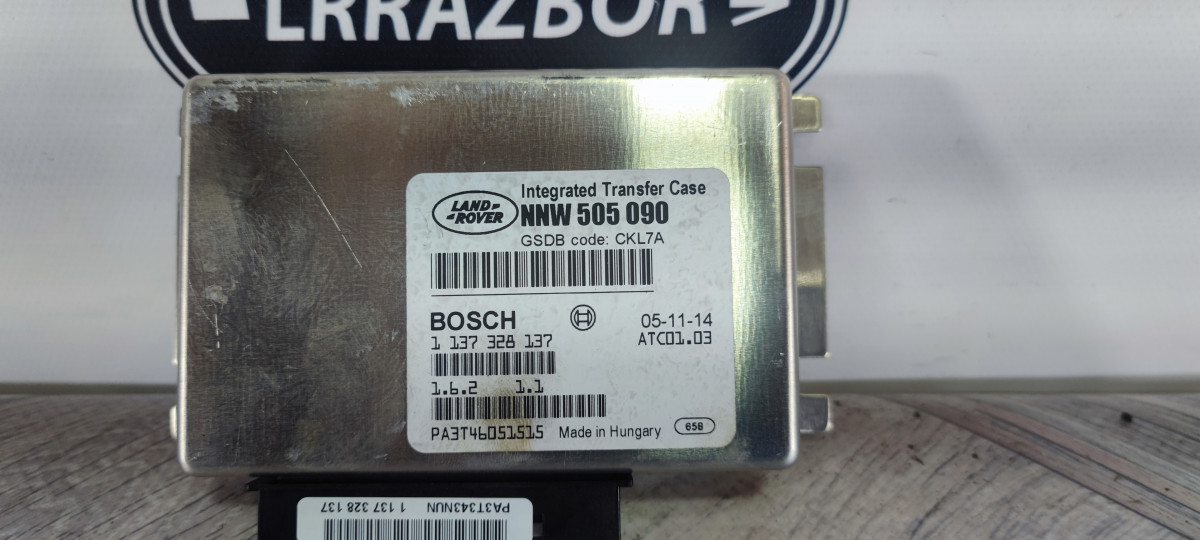 LRRAZBOR
Integrated Transfer Case
LAND-
-ROVER
NNW 505 090
GSDB code: CKL7A
BOSCH
05-11-14
1 137 328 137
ATC01.03
1.6.2 1.1
PA3T46051515 Made in Hungary 658
PA3T343NUN 1 137 328 137